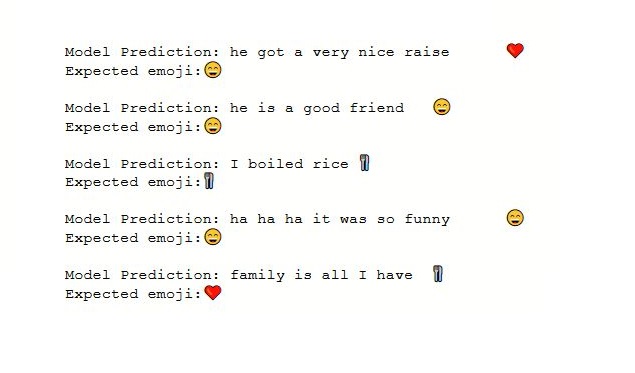 Model Prediction: he got a very nice raise ❤️
Expected emoji:😄
Model Prediction: he is a good friend 😄
Expected emoji:😄
Model Prediction: I boiled rice 🍴
Expected emoji:🍴
Model Prediction: ha ha ha it was so funny 😄
Expected emoji:😄
Model Prediction: family is all I have 🍴
Expected emoji:❤️